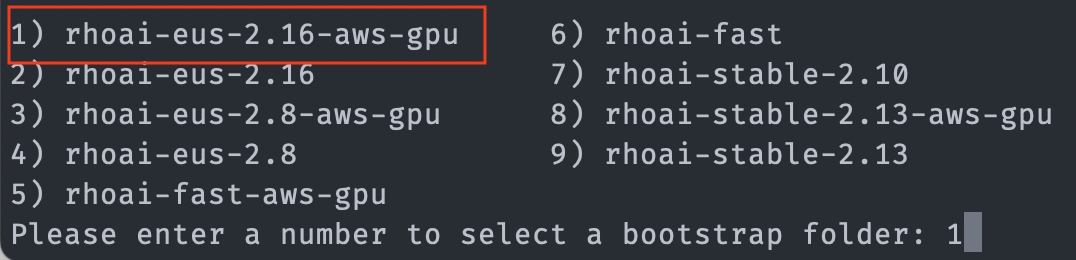 1) rhoai-eus-2.16-aws-gpu     6) rhoai-fast
2) rhoai-eus-2.16             7) rhoai-stable-2.10
3) rhoai-eus-2.8-aws-gpu      8) rhoai-stable-2.13-aws-gpu
4) rhoai-eus-2.8              9) rhoai-stable-2.13
5) rhoai-fast-aws-gpu
Please enter a number to select a bootstrap folder: 1